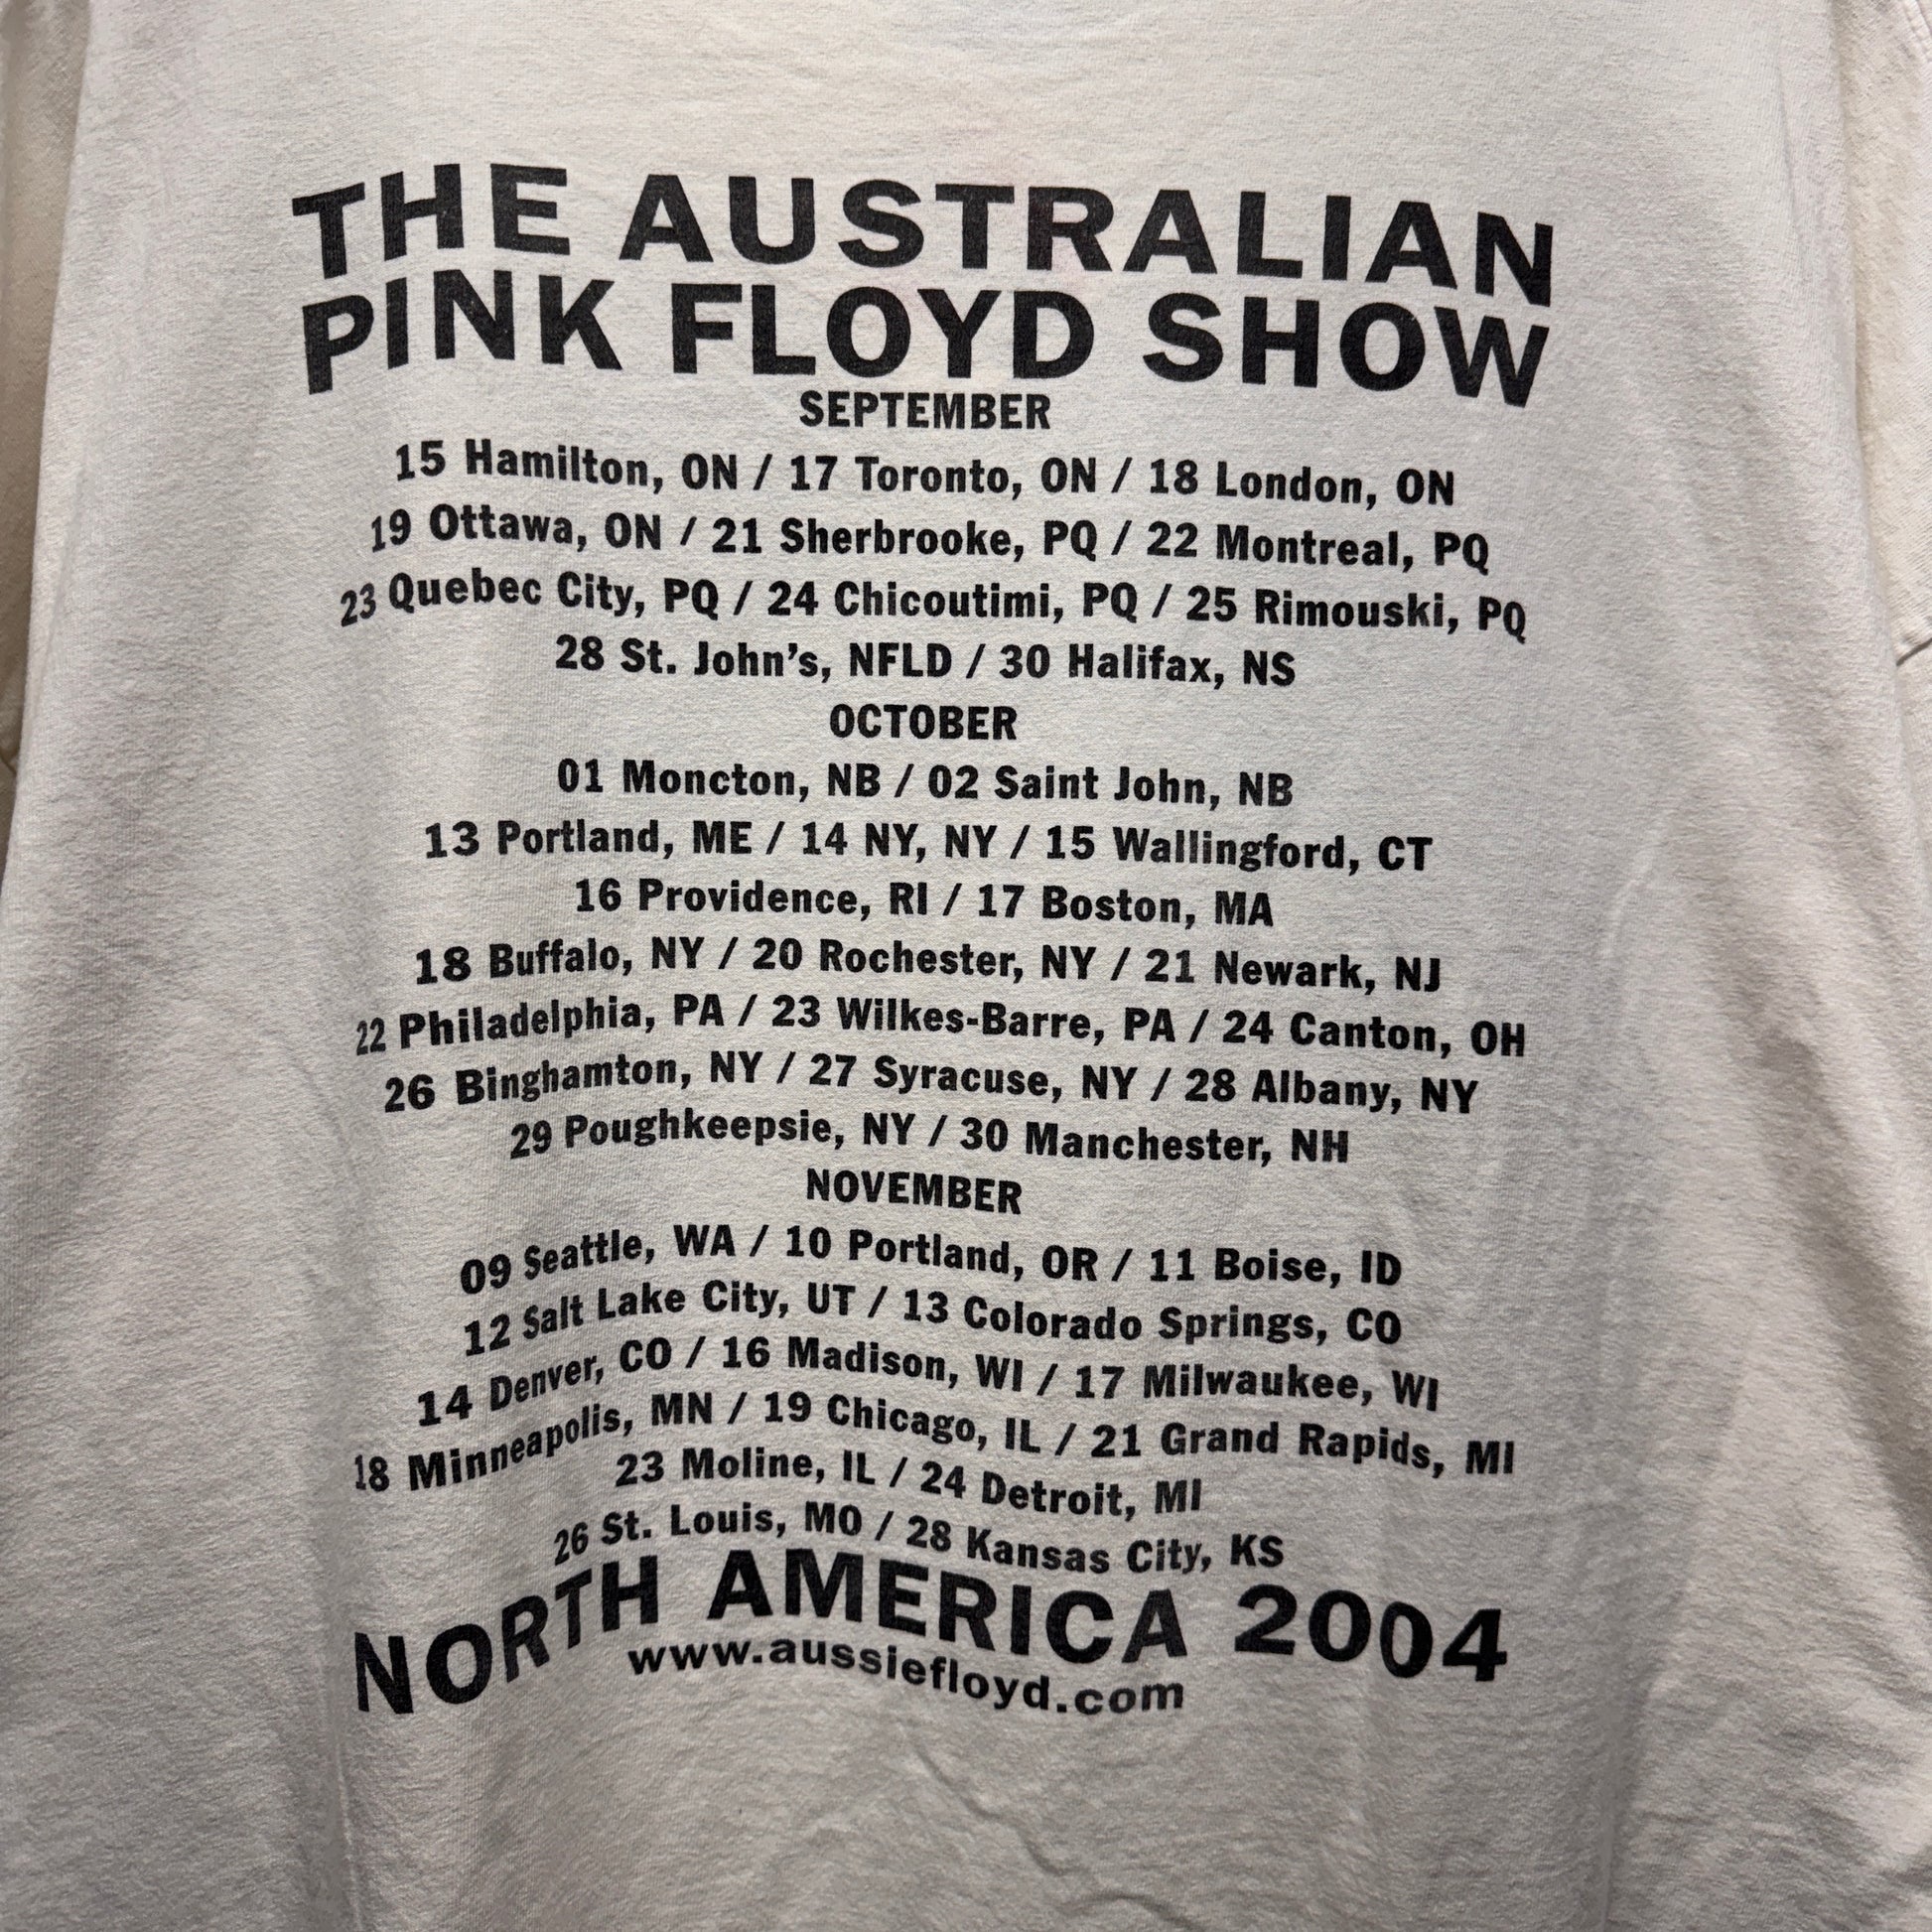 THE AUSTRALIAN
PINK FLOYD SHOW
SEPTEMBER
15 Hamilton, ON / 17 Toronto, ON / 18 London, ON
19 Ottawa, ON / 21 Sherbrooke, PQ / 22 Montreal, PQ
23 Quebec City, PQ / 24 Chicoutimi, PQ / 25 Rimouski, PQ
28 St. John's, NFLD / 30 Halifax, NS
OCTOBER
01 Moncton, NB / 02 Saint John, NB
13 Portland, ME / 14 NY, NY / 15 Wallingford, CT
16 Providence, RI / 17 Boston, MA
18 Buffalo, NY / 20 Rochester, NY / 21 Newark, NJ
22 Philadelphia, PA / 23 Wilkes-Barre, PA / 24 Canton, OH
26 Binghamton, NY / 27 Syracuse, NY / 28 Albany, NY
29 Poughkeepsie, NY / 30 Manchester, NH
NOVEMBER
09 Seattle, WA / 10 Portland, OR / 11 Boise, ID
12 Salt Lake City, UT / 13 Colorado Springs, CO
14 Denver, CO / 16 Madison, WI / 17 Milwaukee, WI
18 Minneapolis, MN / 19 Chicago, IL / 21 Grand Rapids, MI
23 Moline, IL / 24 Detroit, MI
26 St. Louis, MO / 28 Kansas City, KS
NORTH AMERICA 2004
www.aussiefloyd.com